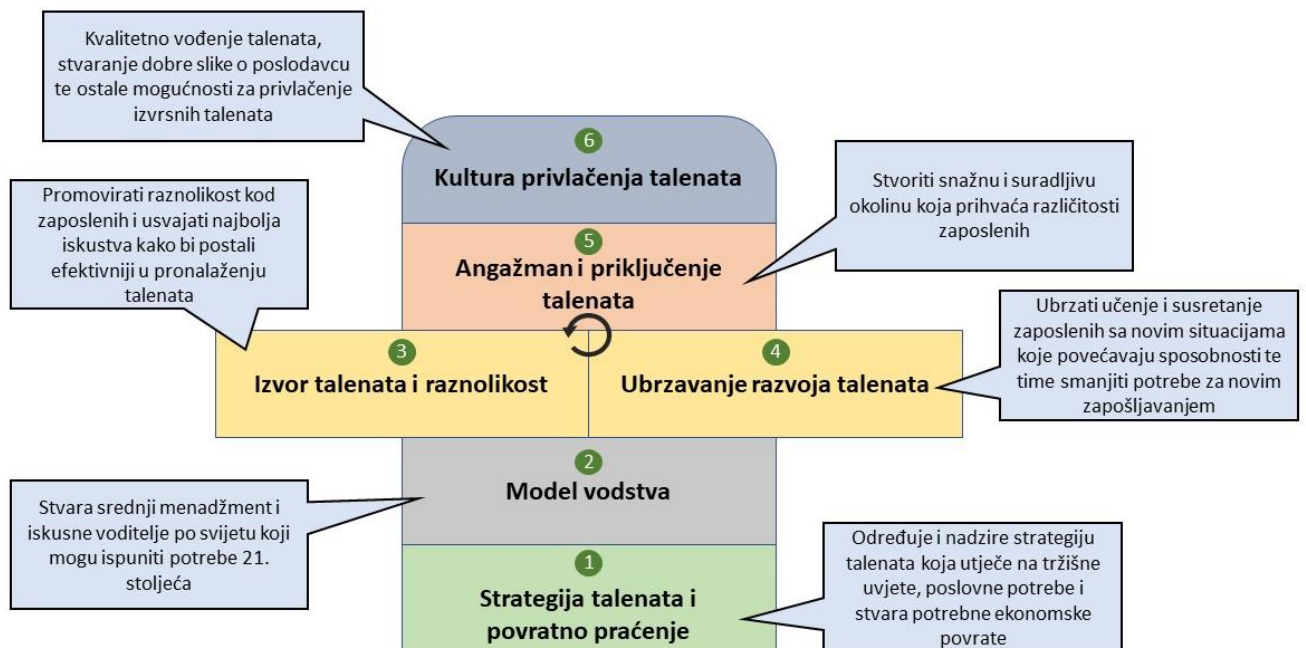 Kvalitetno vođenje talenata,
stvaranje dobre slike o poslodavcu
te ostale mogućnosti za privlačenje
izvrsnih talenata
6
Kultura privlačenja talenata
Promovirati raznolikost kod
zaposlenih i usvajati najbolja
iskustva kako bi postali
efektivniji u pronalaženju
talenata
Stvoriti snažnu i suradljivu
okolinu koja prihvaća različitosti
zaposlenih
5
Angažman i priključenje
talenata
3
Izvor talenata i raznolikost
4
Ubrzavanje razvoja talenata
Ubrzati učenje i susretanje
zaposlenih sa novim situacijama
koje povećavaju sposobnosti te
time smanjiti potrebe za novim
zapošljavanjem
2
Model vodstva
Stvara srednji menadžment i
iskusne voditelje po svijetu koji
mogu ispuniti potrebe 21.
stoljeća
1
Strategija talenata i
povratno praćenje
Određuje i nadzire strategiju
talenata koja utječe na tržišne
uvjete, poslovne potrebe i
stvara potrebne ekonomske
povrate